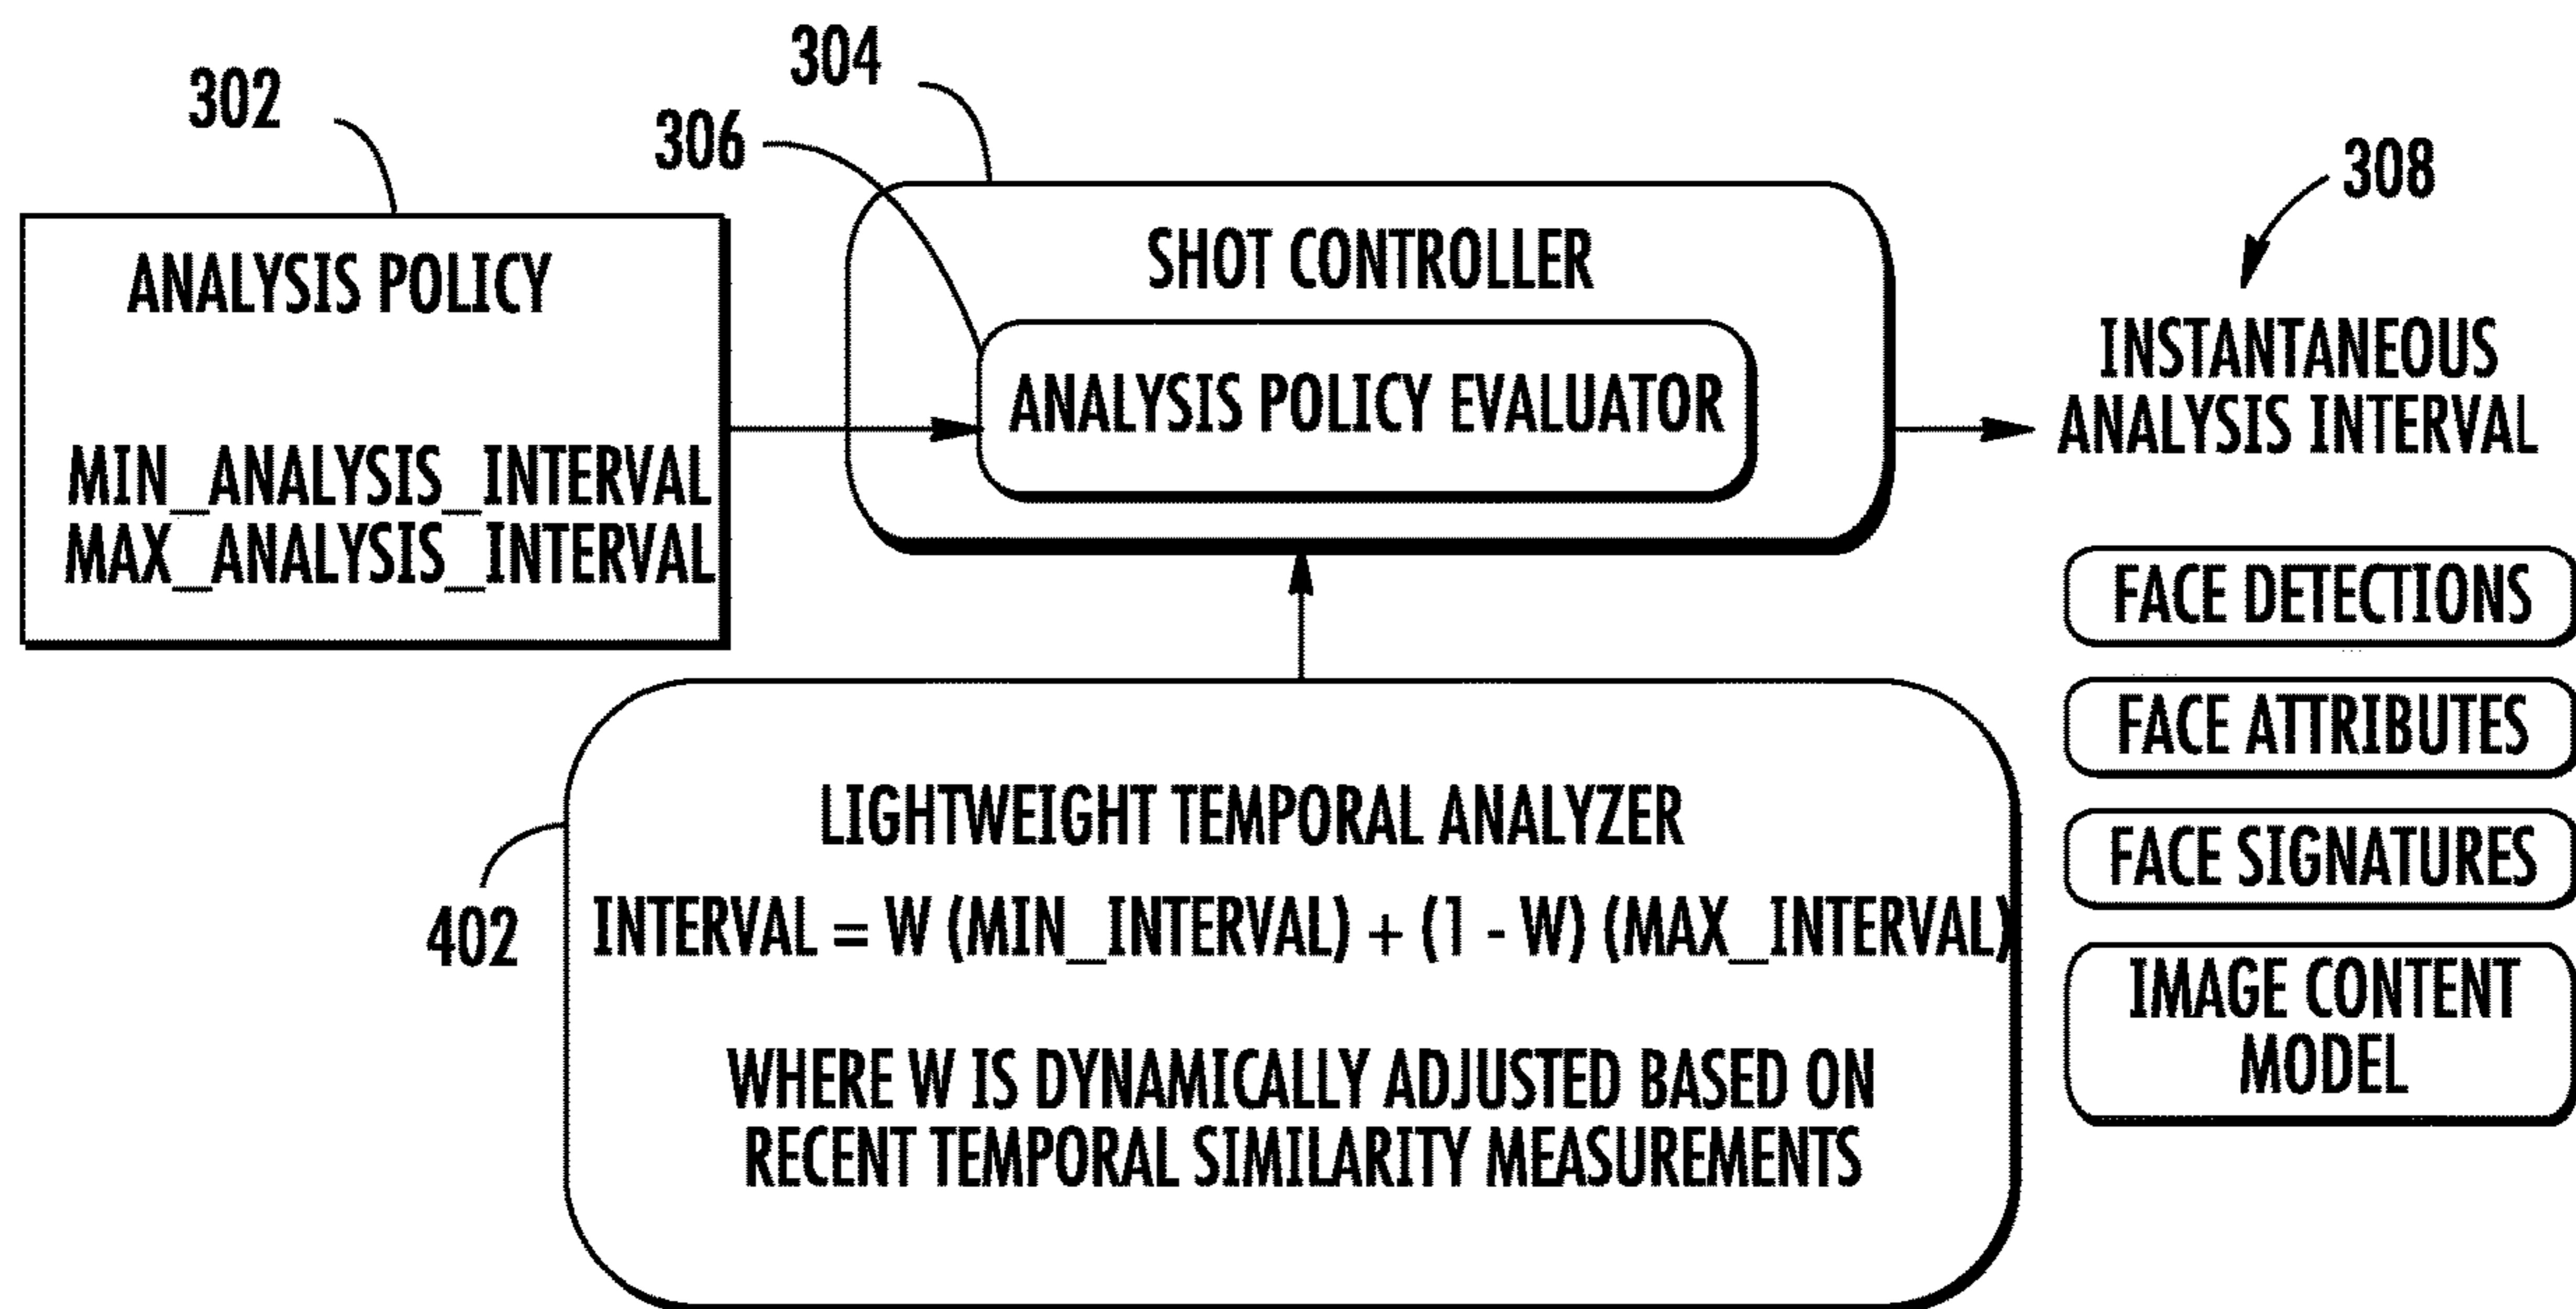 304
302
306
308
ANALYSIS POLICY
MIN_ANALYSIS_INTERVAL
MAX_ANALYSIS_INTERVAL
SHOT CONTROLLER
ANALYSIS POLICY EVALUATOR
INSTANTANEOUS
ANALYSIS INTERVAL
FACE DETECTIONS
FACE ATTRIBUTES
FACE SIGNATURES
IMAGE CONTENT
MODEL
LIGHTWEIGHT TEMPORAL ANALYZER
INTERVAL = W (MIN_INTERVAL) + (1 - W) (MAX_INTERVAL)
402
WHERE W IS DYNAMICALLY ADJUSTED BASED ON
RECENT TEMPORAL SIMILARITY MEASUREMENTS